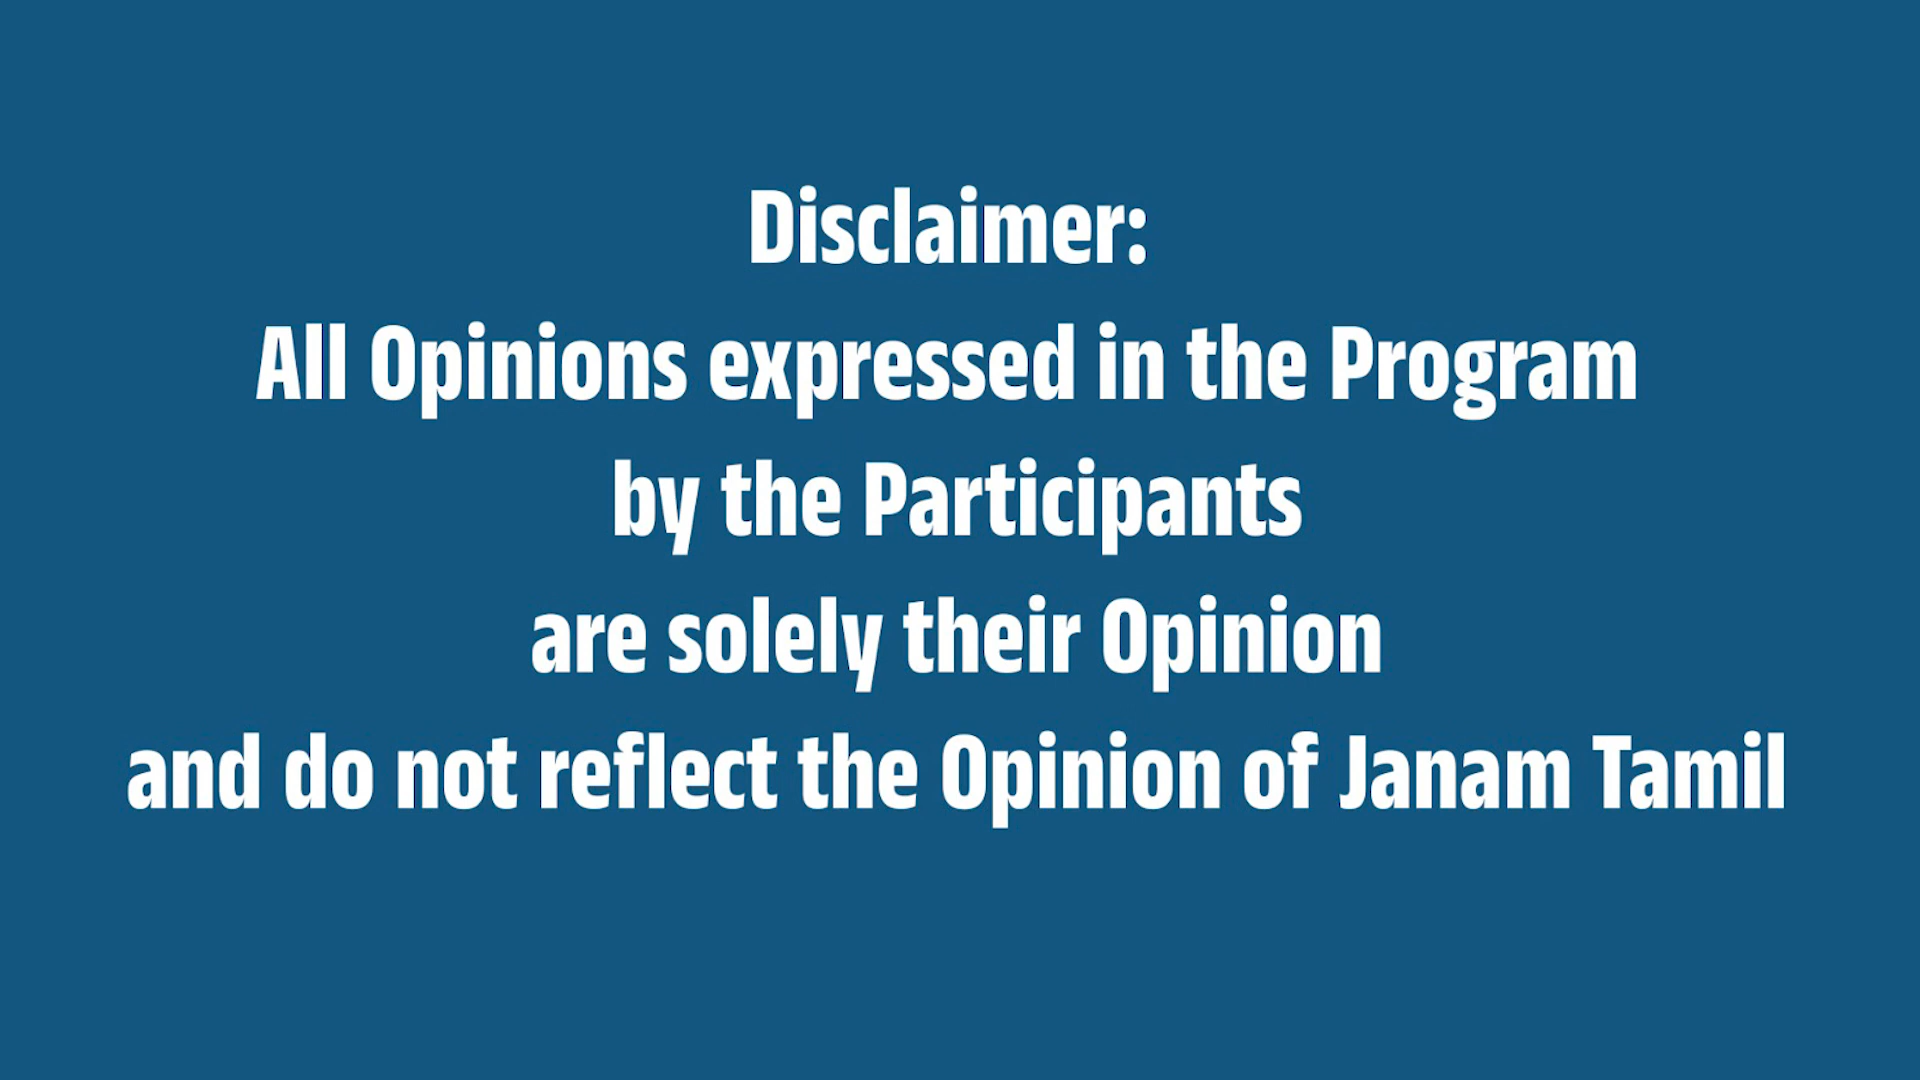 Disclaimer:
All Opinions expressed in the Program
by the Participants
are solely their Opinion
and do not reflect the Opinion of Janam Tamil